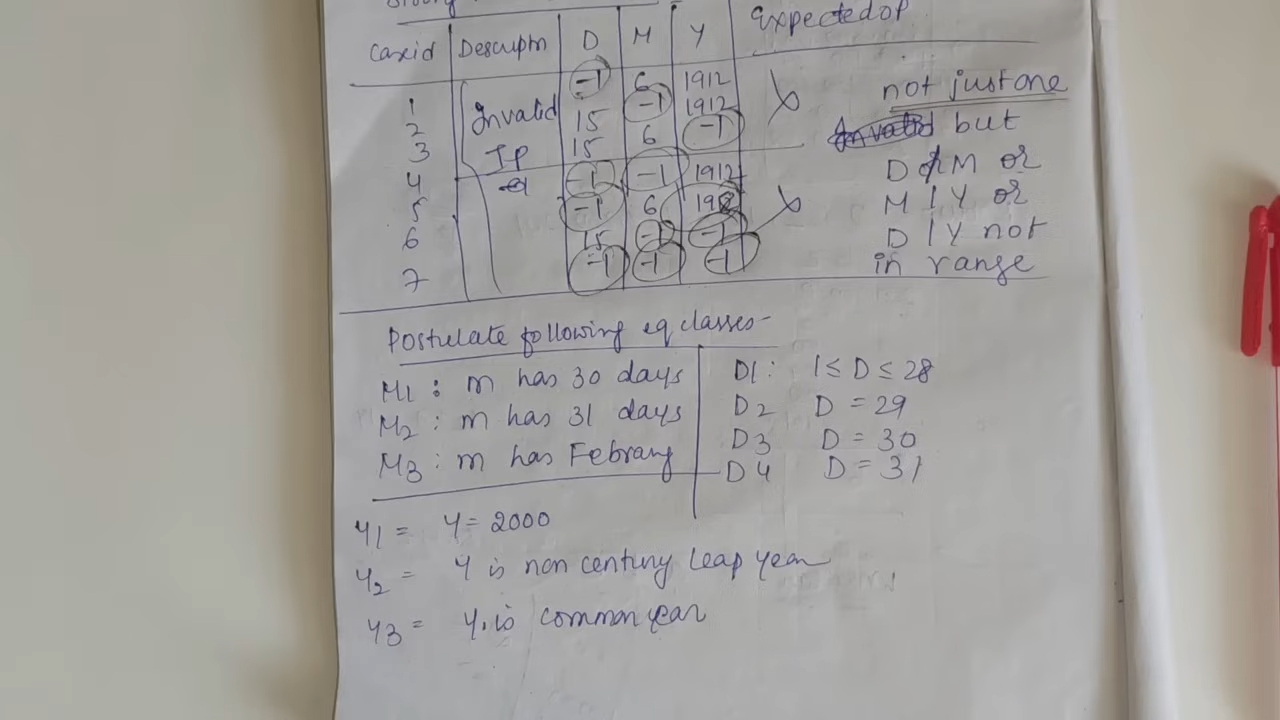 Caseid Descriptn D M Y Expected op
1 Invalid -1 6 1912
2 15 -1 1912
3 IP 15 6 -1
4 -1 -1 1912
5 -1 6 1912
6 15 -1 -1
7 -1 -1 -1
not just one
but
D or M or
M / Y or
D / Y not
in range
Postulate following eq classes-
M1 : m has 30 days
M2 : m has 31 days
M3 : m has Febrary
D1 : 1 ≤ D ≤ 28
D2 D = 29
D3 D = 30
D4 D = 31
Y1 = Y = 2000
Y2 = Y is non century leap year
Y3 = Y is common year